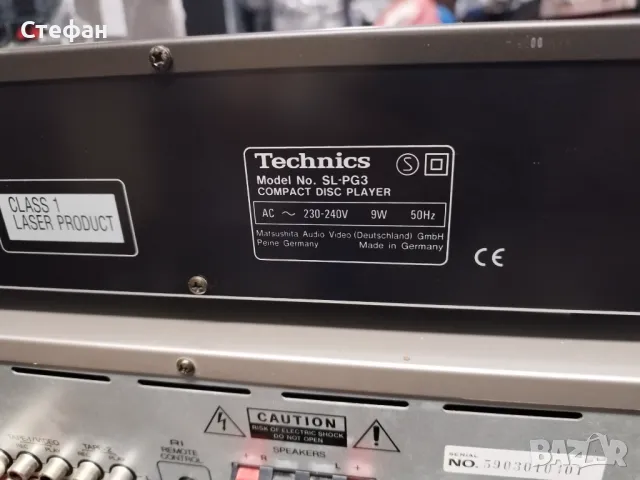 Стефан
Technics S
Model No. SL-PG3
COMPACT DISC PLAYER
AC ~ 230-240V 9W 50Hz
Matsushita Audio Video (Deutschland) GmbH
Peine Germany Made in Germany
CLASS 1
LASER PRODUCT
CE
CAUTION
RISK OF ELECTRIC SHOCK
DO NOT OPEN
REMOTE
CONTROL
SPEAKERS
+ R L +
SERIAL
NO.
BAZAR